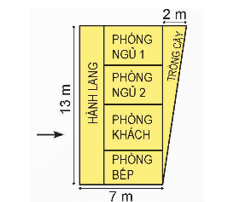 2 m
PHÒNG
NGỦ 1
PHÒNG
NGỦ 2
PHÒNG
KHÁCH
PHÒNG
BẾP
HÀNH LANG
TRỒNG CÂY
13 m
7 m